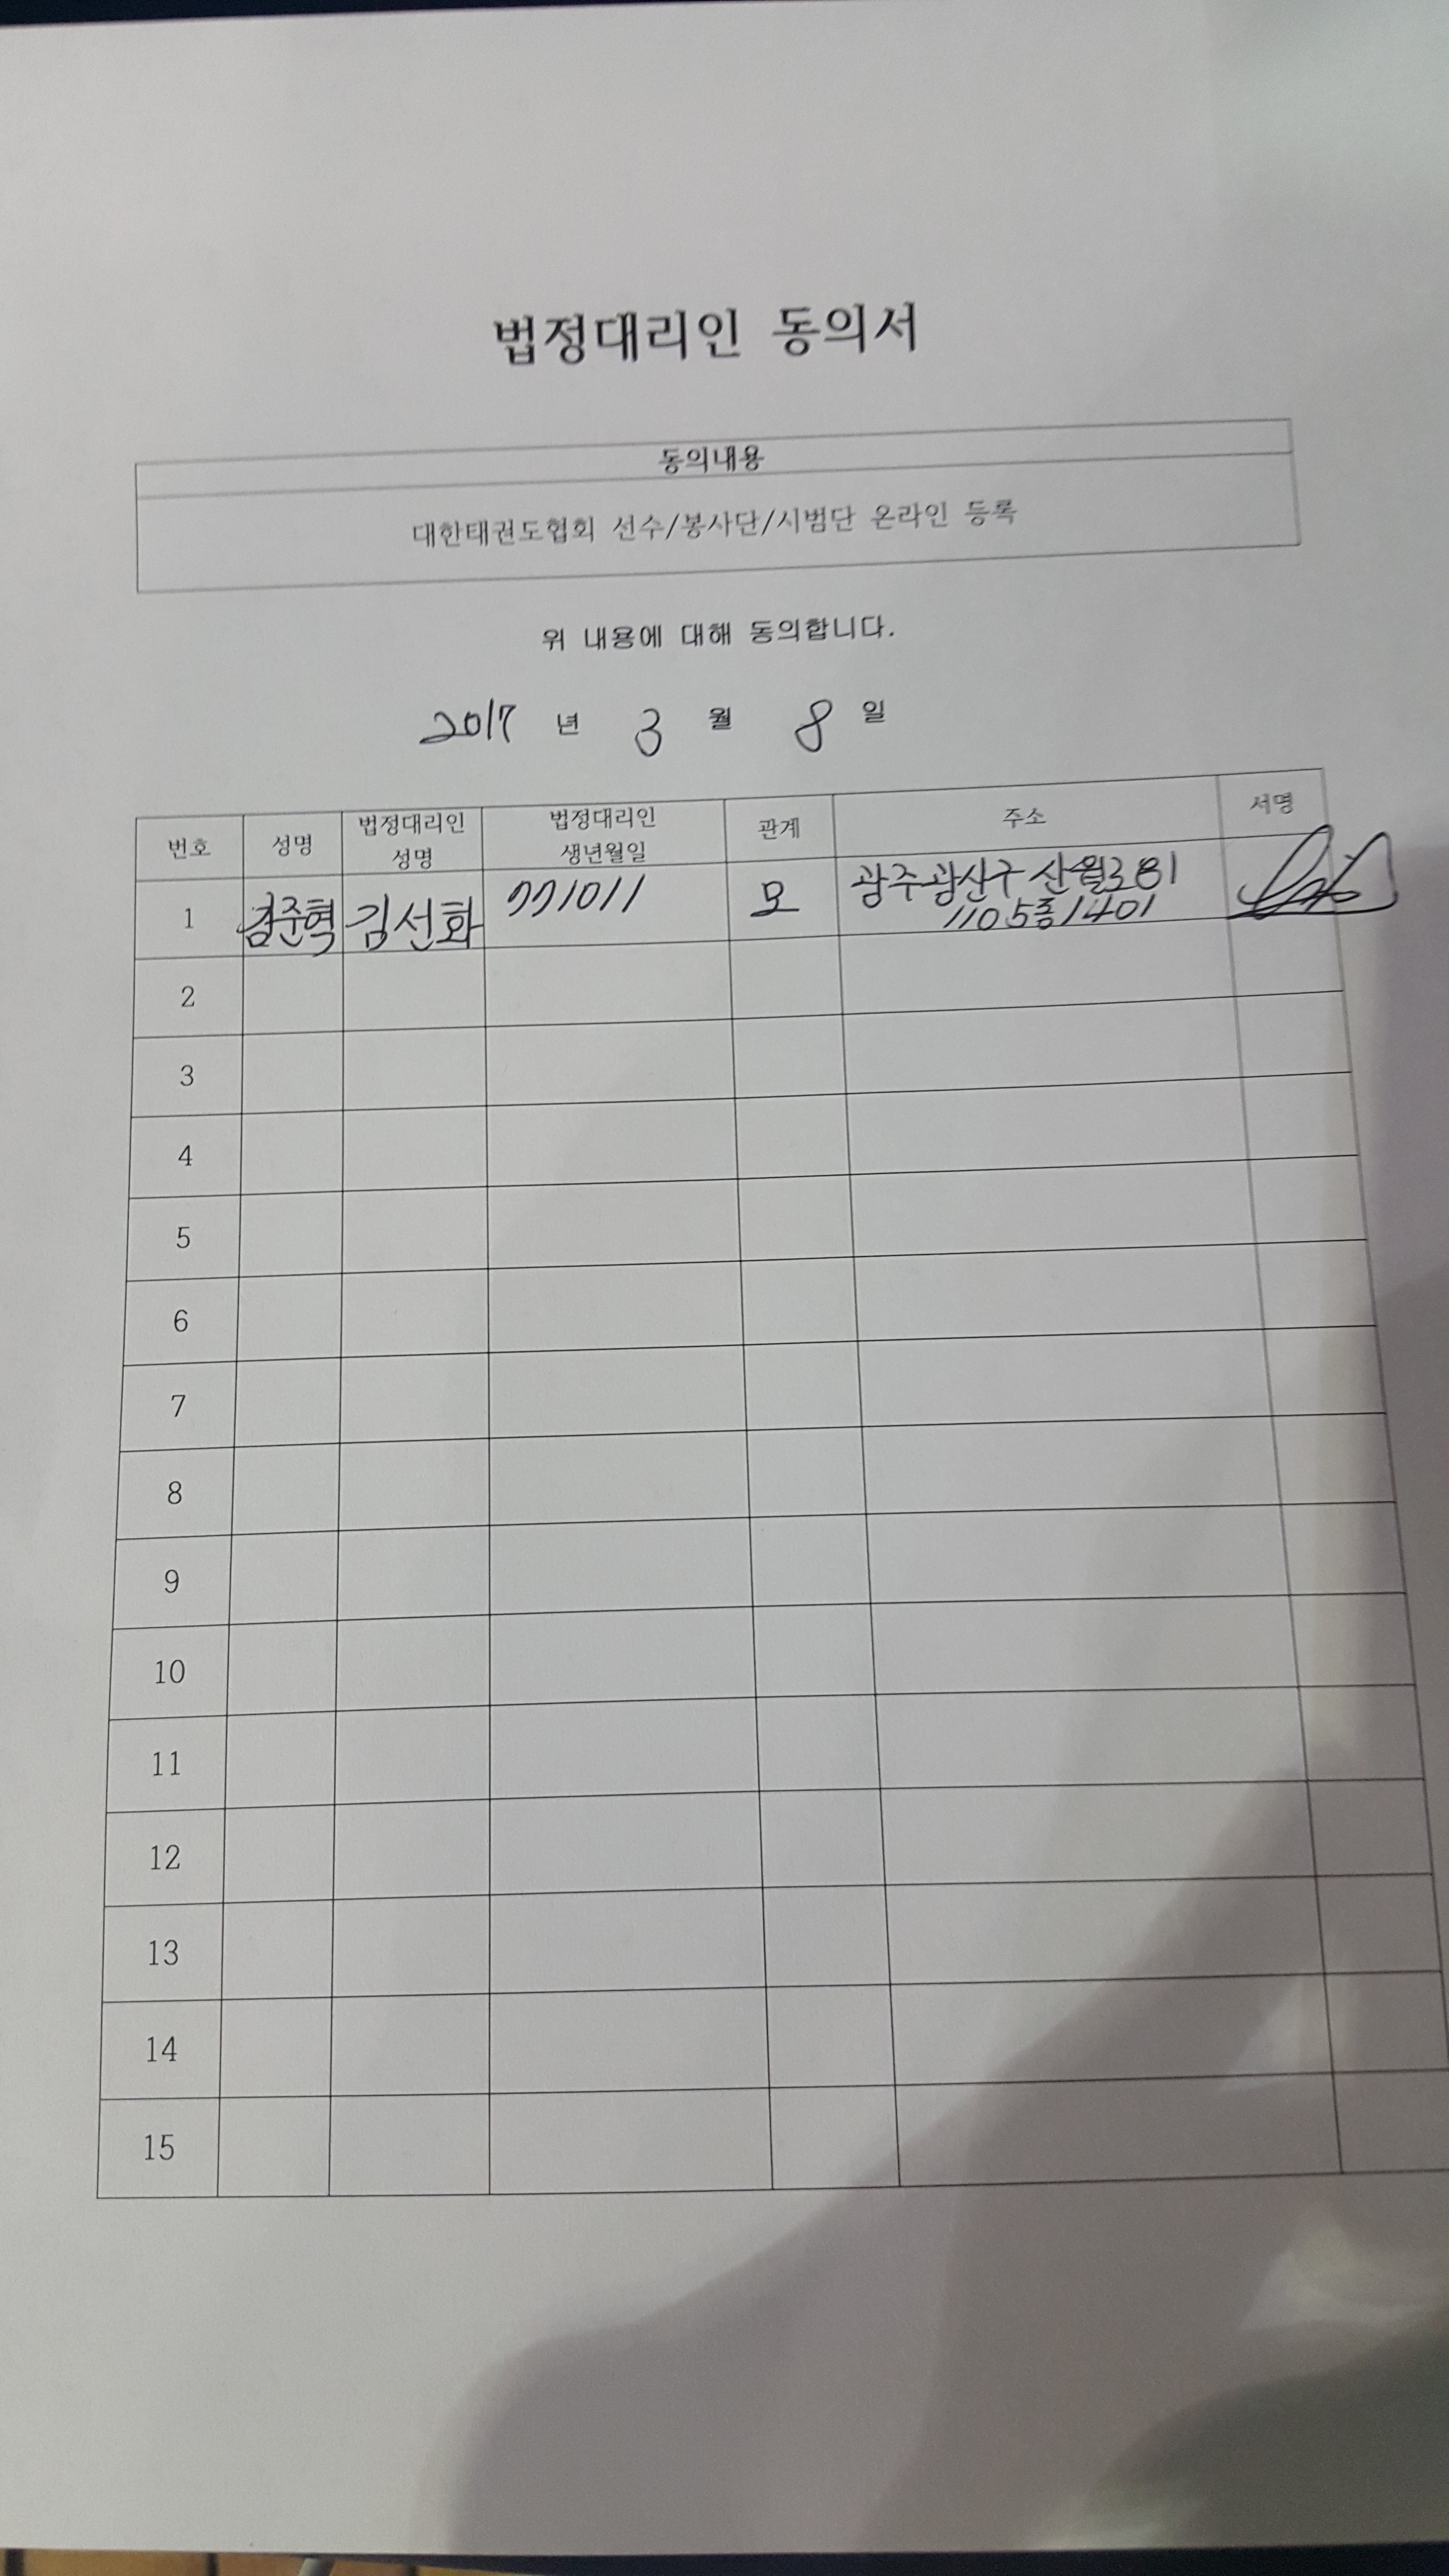 법정대리인 동의서
동의내용
대한태권도협회 선수/봉사단/시범단 온라인 등록
위 내용에 대해 동의합니다.
2017 년 3 월 8 일
번호 성명 법정대리인 성명 법정대리인 생년월일 관계 주소 서명
1 김준혁 김선화 771011 모 광주광산구 산월로81
1105동1401
2
3
4
5
6
7
8
9
10
11
12
13
14
15